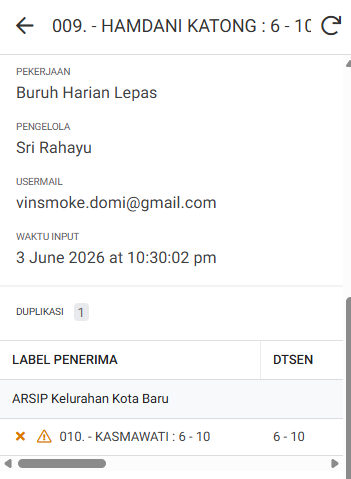 009. - HAMDANI KATONG : 6 - 10
PEKERJAAN
Buruh Harian Lepas
PENGELOLA
Sri Rahayu
USERMAIL
vinsmoke.domi@gmail.com
WAKTU INPUT
3 June 2026 at 10:30:02 pm
DUPLIKASI 1
LABEL PENERIMA DTSEN
ARSIP Kelurahan Kota Baru
010. - KASMAWATI : 6 - 10 6 - 10